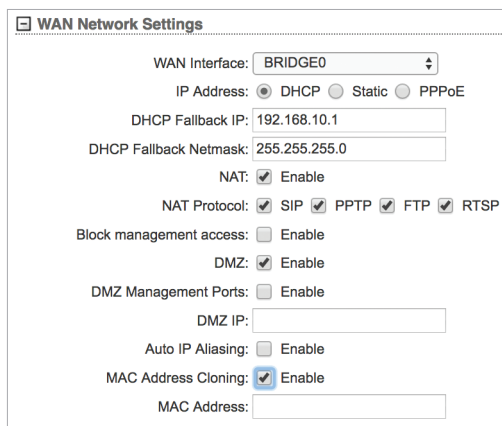 WAN Network Settings
WAN Interface: BRIDGE0
IP Address: DHCP Static PPPoE
DHCP Fallback IP: 192.168.10.1
DHCP Fallback Netmask: 255.255.255.0
NAT: Enable
NAT Protocol: SIP PPTP FTP RTSP
Block management access: Enable
DMZ: Enable
DMZ Management Ports: Enable
DMZ IP:
Auto IP Aliasing: Enable
MAC Address Cloning: Enable
MAC Address: